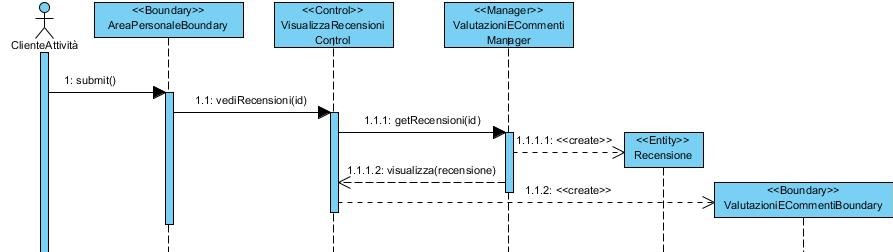 <<Boundary>>
AreaPersonaleBoundary
<<Control>>
VisualizzaRecensioni
Control
<<Manager>>
ValutazioniECommenti
Manager
ClienteAttività
1: submit()
1.1: vediRecensioni(id)
1.1.1: getRecensioni(id)
1.1.1.1: <<create>>
<<Entity>>
Recensione
1.1.1.2: visualizza(recensione)
1.1.2: <<create>>
<<Boundary>>
ValutazioniECommentiBoundary